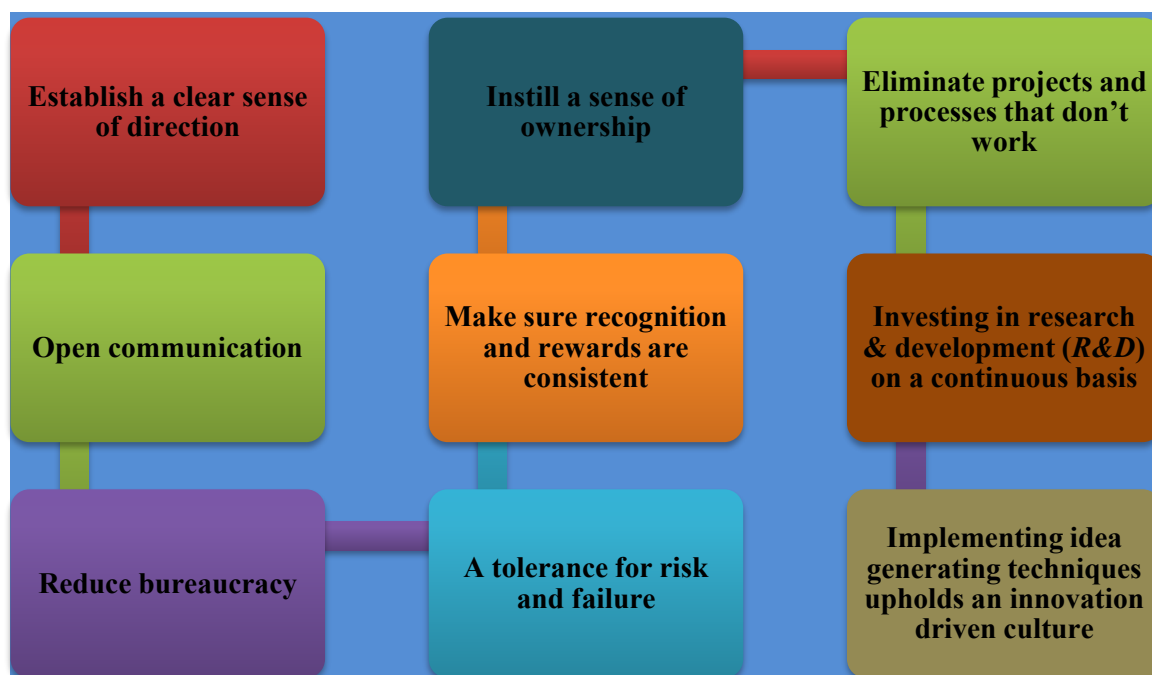 Establish a clear sense
of direction
Open communication
Reduce bureaucracy
A tolerance for risk
and failure
Make sure recognition
and rewards are
consistent
Instill a sense of
ownership
Eliminate projects and
processes that don’t
work
Investing in research
& development (R&D)
on a continuous basis
Implementing idea
generating techniques
upholds an innovation
driven culture